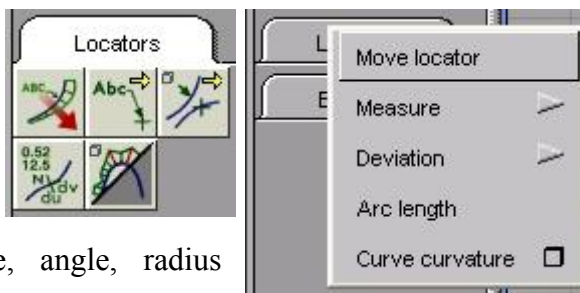 Locators
ABC
Abc
0.52
12.5
N
dv
du
e, angle, radius
L
E
Move locator
Measure
Deviation
Arc length
Curve curvature